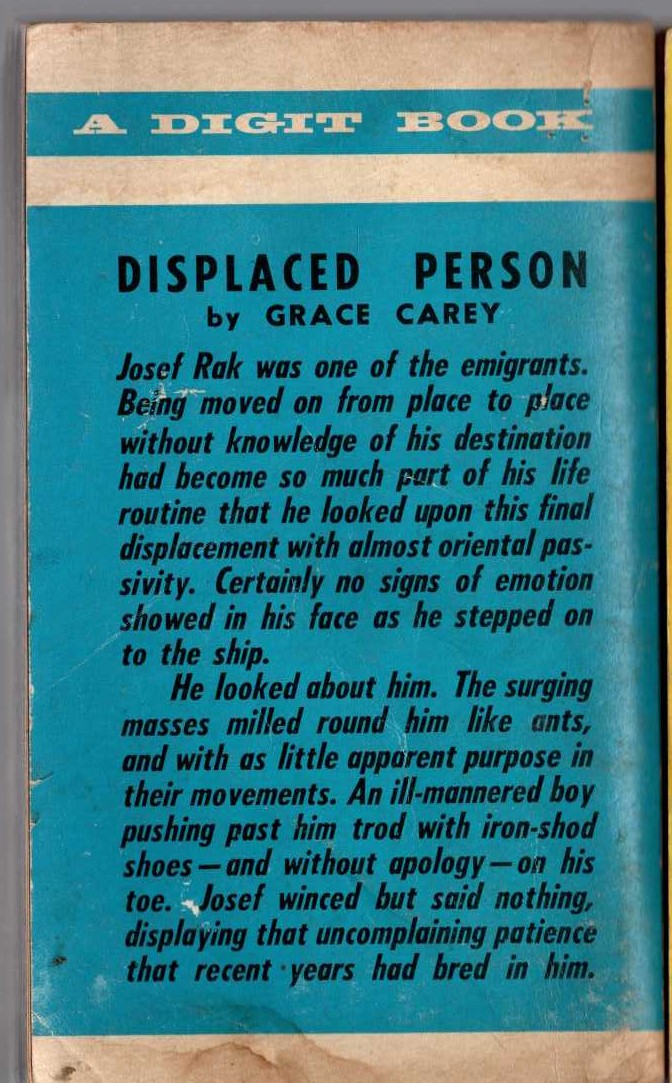 A DIGIT BOOK
DISPLACED PERSON
by GRACE CAREY
Josef Rak was one of the emigrants.
Being moved on from place to place
without knowledge of his destination
had become so much part of his life
routine that he looked upon this final
displacement with almost oriental pas-
sivity. Certainly no signs of emotion
showed in his face as he stepped on
to the ship.
He looked about him. The surging
masses milled round him like ants,
and with as little apparent purpose in
their movements. An ill-mannered boy
pushing past him trod with iron-shod
shoes—and without apology—on his
toe. Josef winced but said nothing,
displaying that uncomplaining patience
that recent years had bred in him.